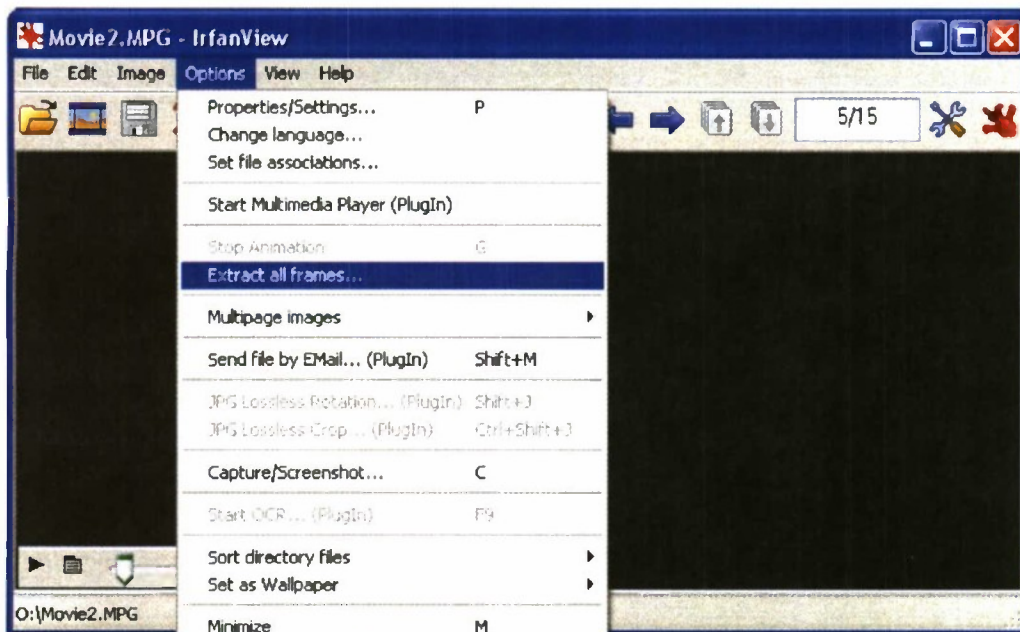 Movie2.MPG - IrfanView
File Edit Image Options View Help
5/15
Properties/Settings... P
Change language...
Set file associations...
Start Multimedia Player (PlugIn)
Stop Animation G
Extract all frames...
Multipage images
Send file by EMail... (PlugIn) Shift+M
JPG Lossless Rotation... (PlugIn) Shift+J
JPG Lossless Crop... (PlugIn) Ctrl+Shift+J
Capture/Screenshot... C
Start OCR... (PlugIn) F9
Sort directory files
Set as Wallpaper
O:\Movie2.MPG
Minimize M